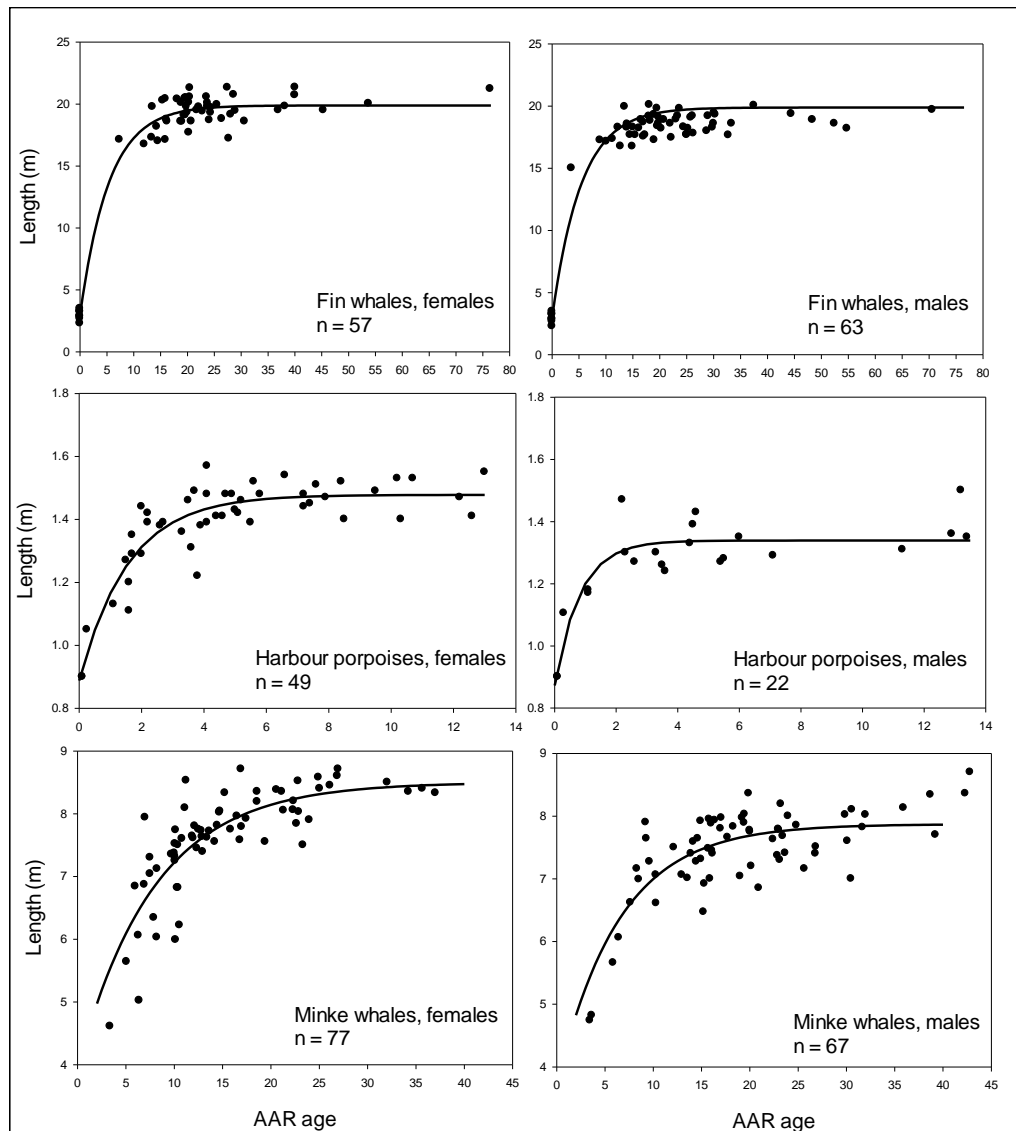 25
20
15
10
5
0
Length (m)
0 5 10 15 20 25 30 35 40 45 50 55 60 65 70 75 80
Fin whales, females
n = 57
25
20
15
10
5
0
0 5 10 15 20 25 30 35 40 45 50 55 60 65 70 75 80
Fin whales, males
n = 63
1.8
1.6
1.4
1.2
1.0
0.8
Length (m)
0 2 4 6 8 10 12 14
Harbour porpoises, females
n = 49
1.8
1.6
1.4
1.2
1.0
0.8
0 2 4 6 8 10 12 14
Harbour porpoises, males
n = 22
9
8
7
6
5
4
Length (m)
0 5 10 15 20 25 30 35 40 45
Minke whales, females
n = 77
AAR age
9
8
7
6
5
4
0 5 10 15 20 25 30 35 40 45
Minke whales, males
n = 67
AAR age